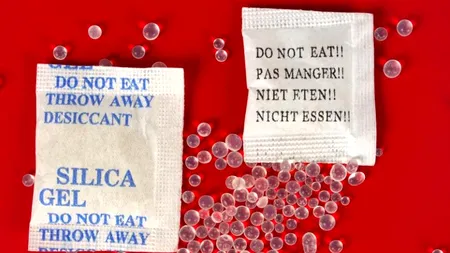 GEL
DO NOT EAT
THROW AWAY
DESICCANT
SILICA
GEL
DO NOT EAT
THROW AWAY
DESICCANT
DO NOT EAT!!
PAS MANGER!!
NIET ETEN!!
NICHT ESSEN!!